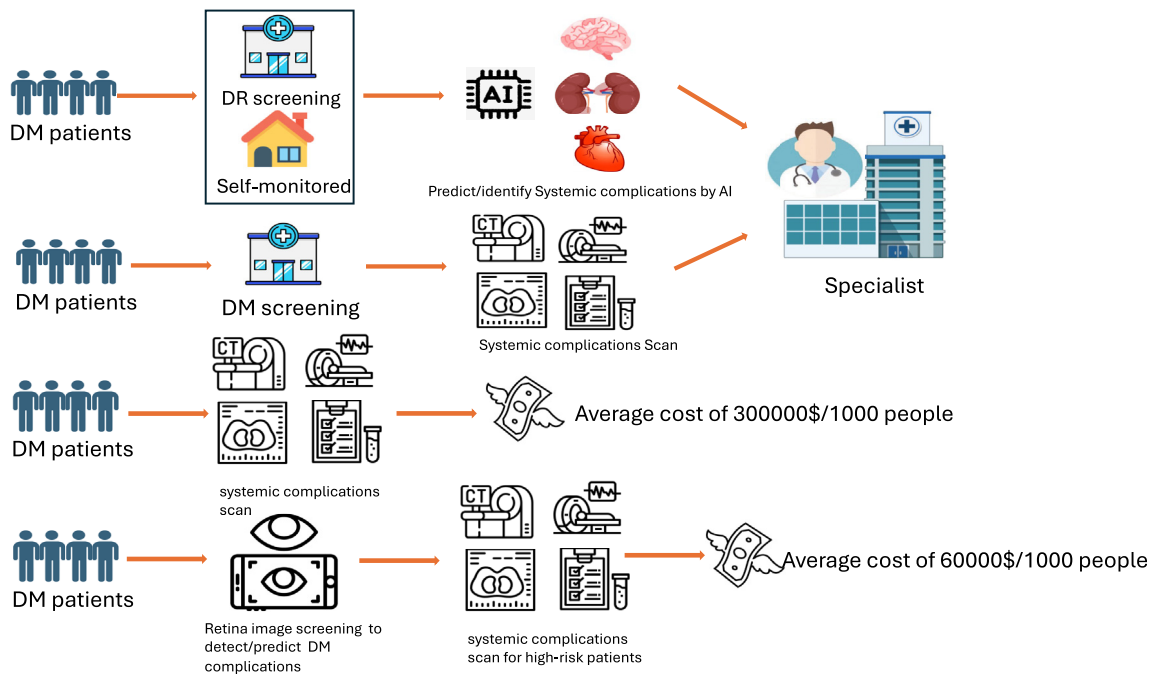 DR screening
AI
DM patients
Self-monitored
Predict/identify Systemic complications by AI
CT
DM patients
DM screening
Specialist
Systemic complications Scan
CT
Average cost of 300000$/1000 people
DM patients
systemic complications
scan
CT
Average cost of 60000$/1000 people
DM patients
Retina image screening to
detect/predict DM
complications
systemic complications
scan for high-risk patients